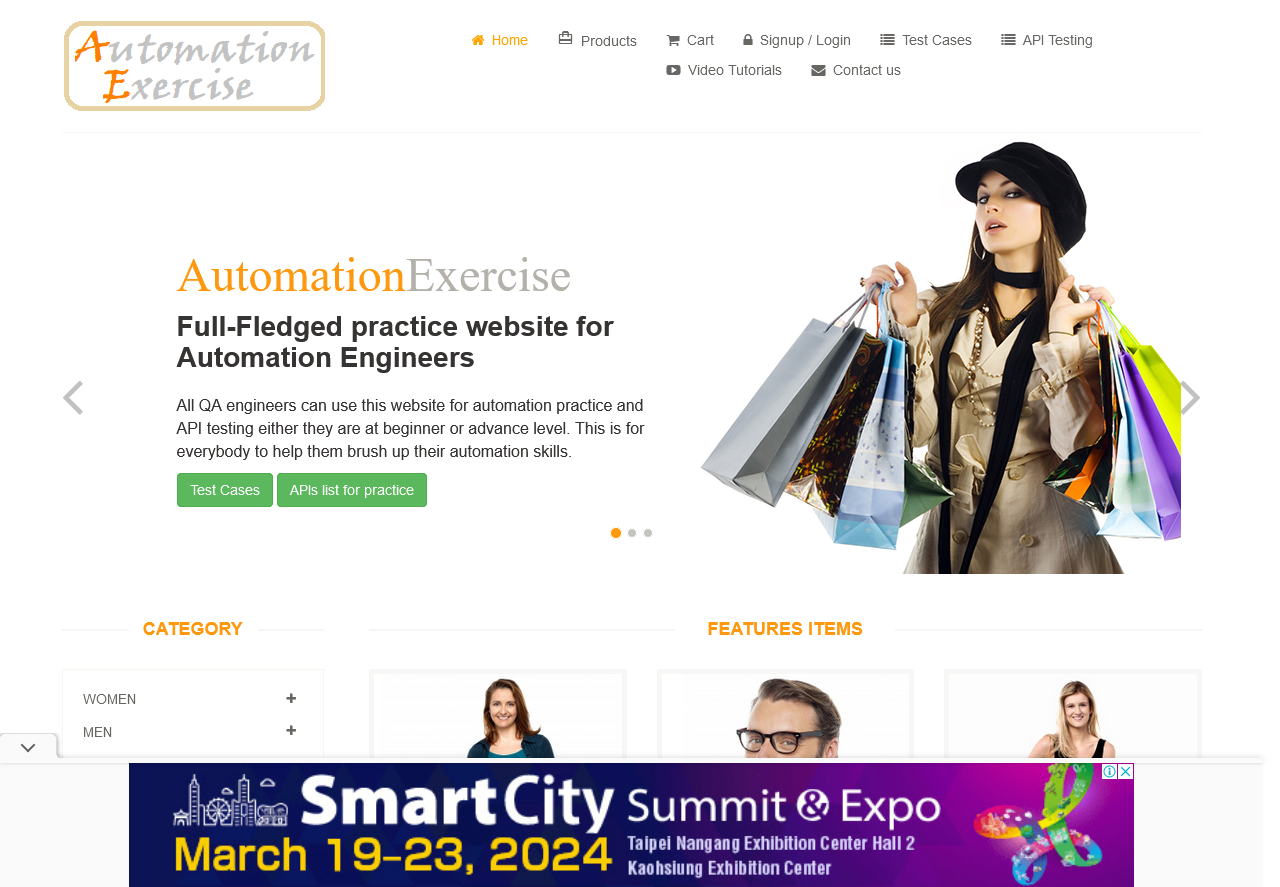 Automation
Exercise
Home
Products
Cart
Signup / Login
Test Cases
API Testing
Video Tutorials
Contact us
AutomationExercise
Full-Fledged practice website for
Automation Engineers
All QA engineers can use this website for automation practice and
API testing either they are at beginner or advance level. This is for
everybody to help them brush up their automation skills.
Test Cases
APIs list for practice
CATEGORY
FEATURES ITEMS
WOMEN
MEN
SmartCity Summit & Expo
March 19-23, 2024
Taipei Nangang Exhibition Center Hall 2
Kaohsiung Exhibition Center